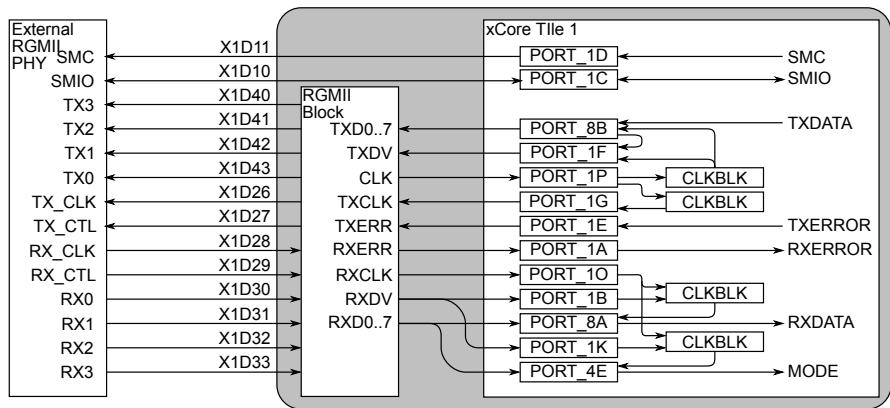 External
RGMII
PHY
SMC
SMIO
TX3
TX2
TX1
TX0
TX_CLK
TX_CTL
RX_CLK
RX_CTL
RX0
RX1
RX2
RX3
X1D11
X1D10
X1D40
X1D41
X1D42
X1D43
X1D26
X1D27
X1D28
X1D29
X1D30
X1D31
X1D32
X1D33
RGMII
Block
TXD0..7
TXDV
CLK
TXCLK
TXERR
RXERR
RXCLK
RXDV
RXD0..7
xCore TIle 1
PORT_1D
PORT_1C
PORT_8B
PORT_1F
PORT_1P
PORT_1G
PORT_1E
PORT_1A
PORT_1O
PORT_1B
PORT_8A
PORT_1K
PORT_4E
CLKBLK
CLKBLK
CLKBLK
CLKBLK
SMC
SMIO
TXDATA
TXERROR
RXERROR
RXDATA
MODE